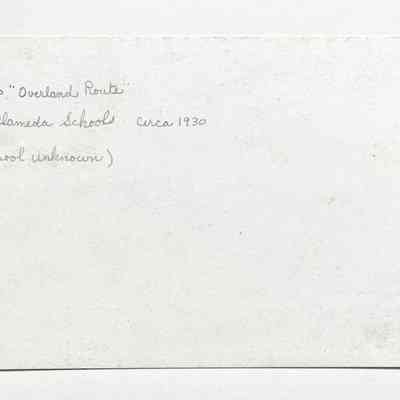 "Overland Route"
lameda Schools circa 1930
ool unknown)